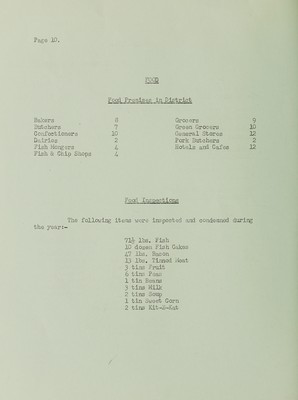 Page 10.
FOOD
Food Premises in District
Bakers 8 Grocers 9
Butchers 7 Green Grocers 10
Confectioners 10 General Stores 12
Dairies 2 Pork Butchers 2
Fish Mongers 4 Hotels and Cafes 12
Fish & Chip Shops 4
Food Inspections
The following items were inspected and condemned during
the year:-
71½ lbs. Fish
10 dozen Fish Cakes
47 lbs. Bacon
13 lbs. Tinned Meat
3 tins Fruit
6 tins Peas
1 tin Beans
3 tins Milk
2 tins Soup
1 tin Sweet Corn
2 tins Kit-E-Kat